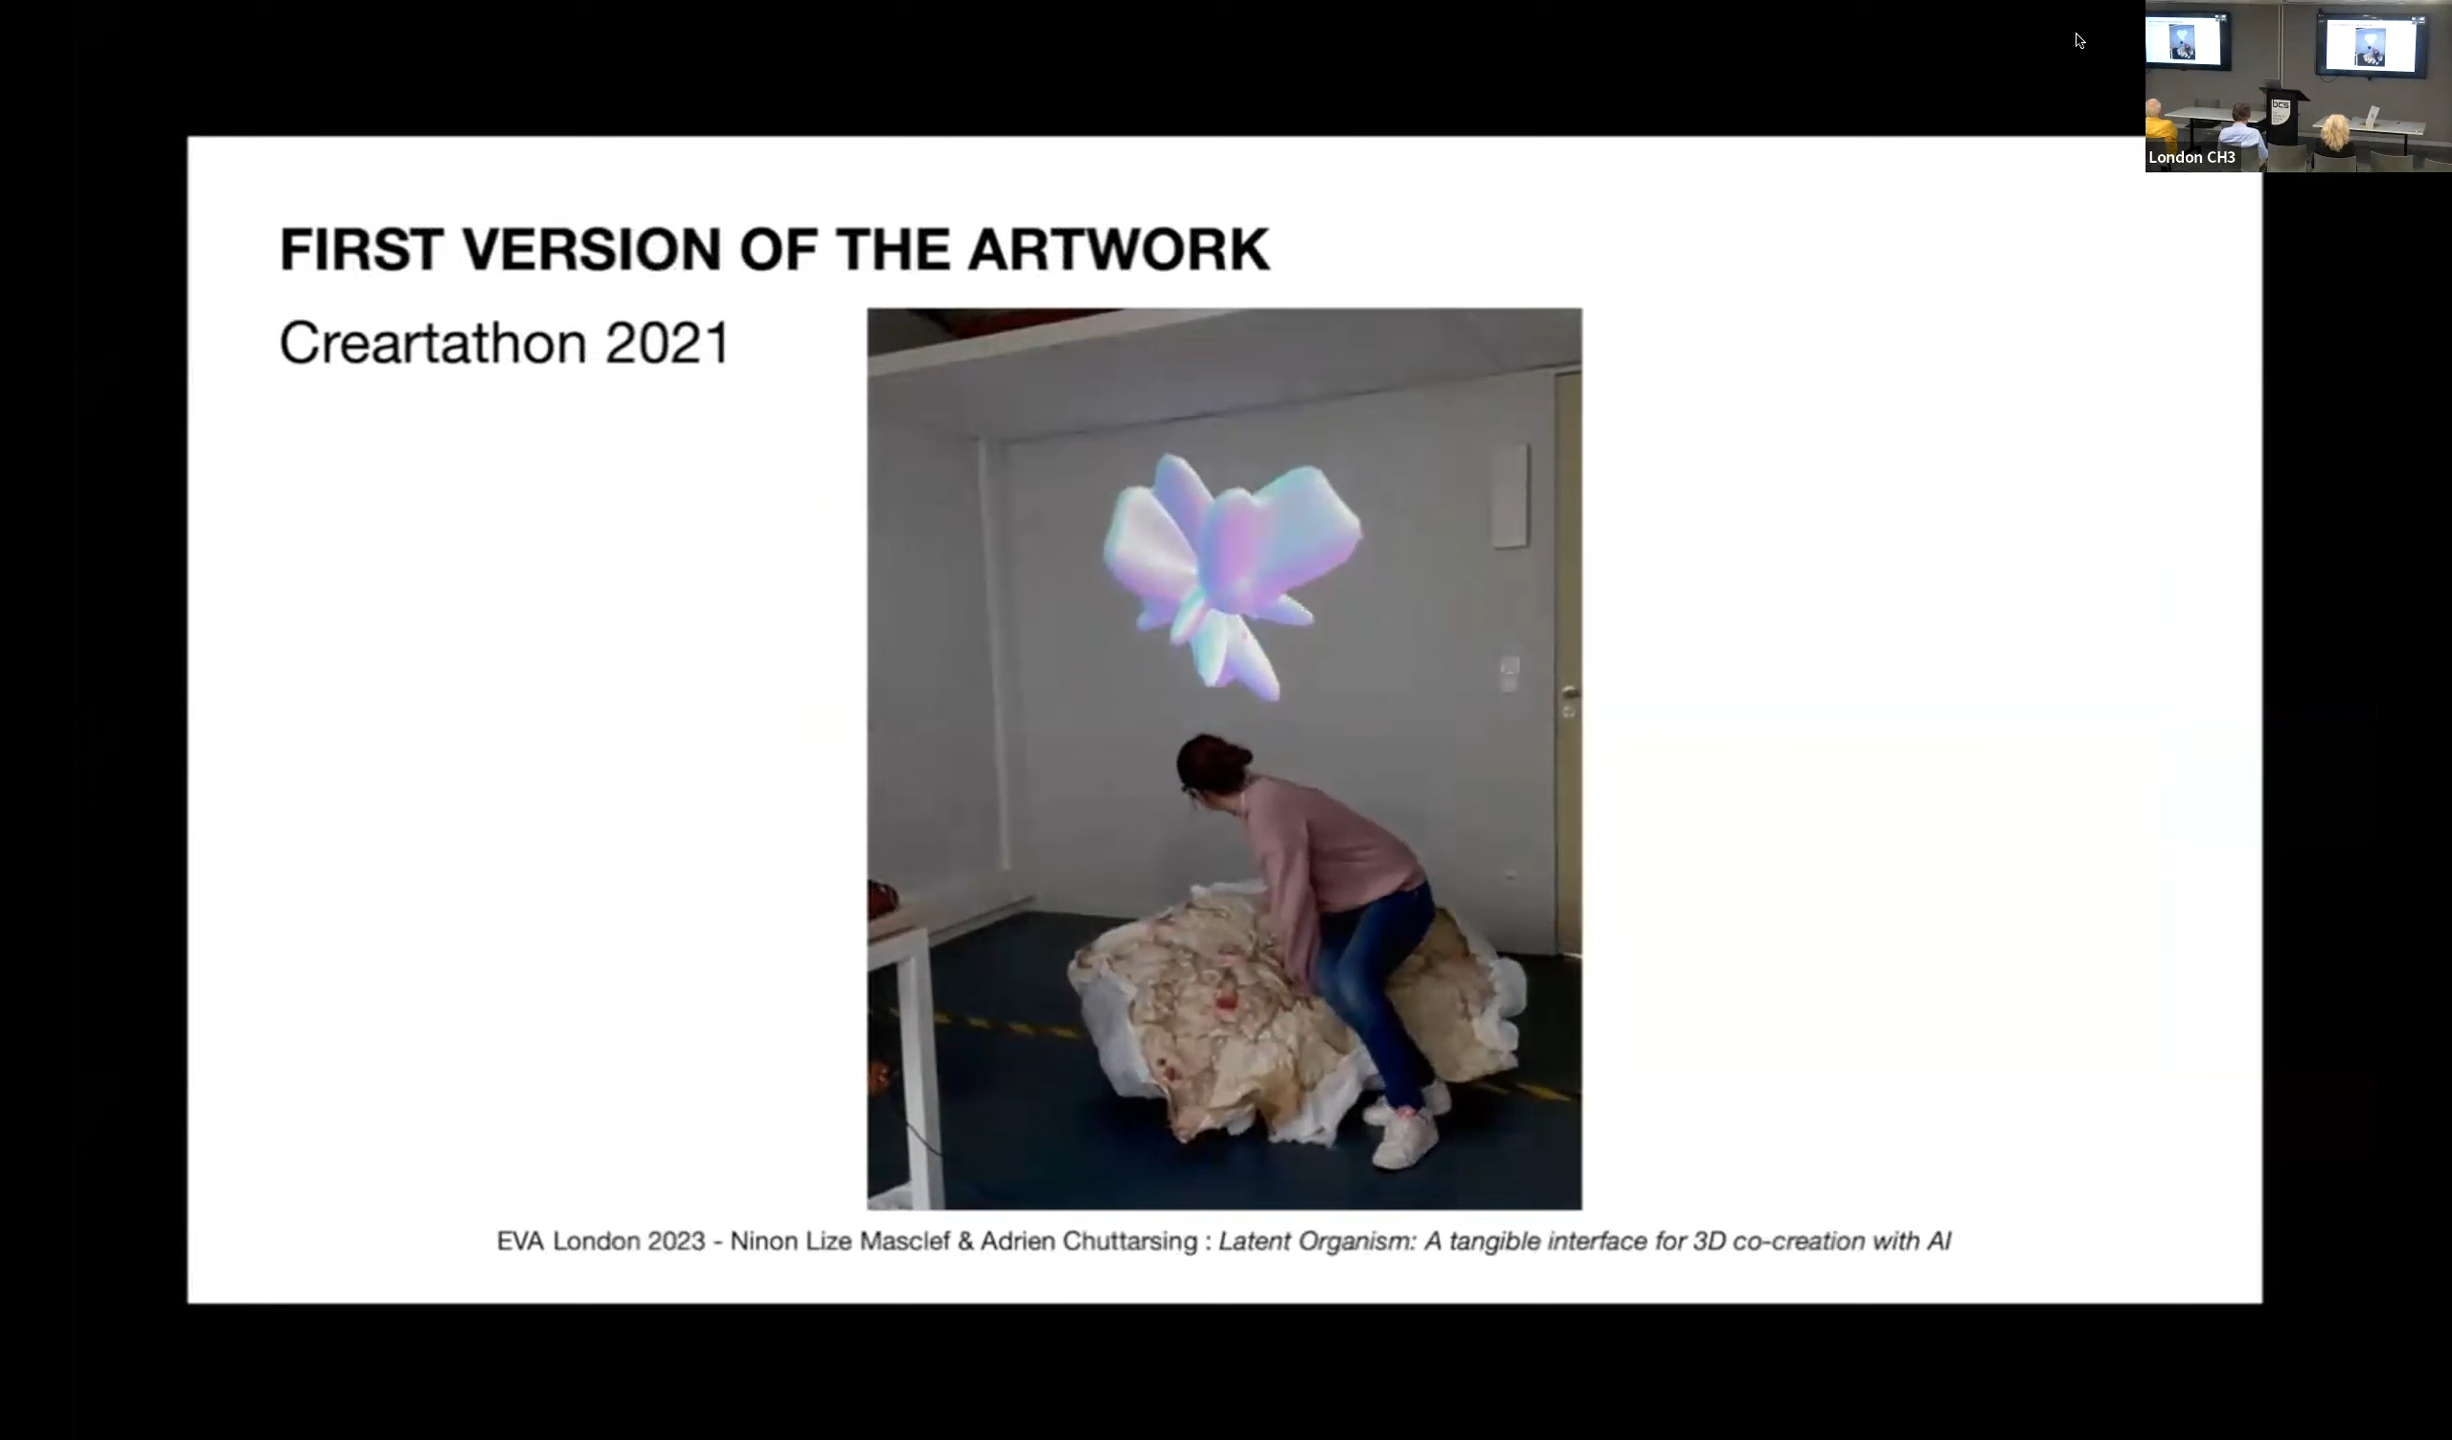 London CH3
bcs
FIRST VERSION OF THE ARTWORK
Creartathon 2021
EVA London 2023 - Ninon Lize Masclef & Adrien Chuttarsing : Latent Organism: A tangible interface for 3D co-creation with AI